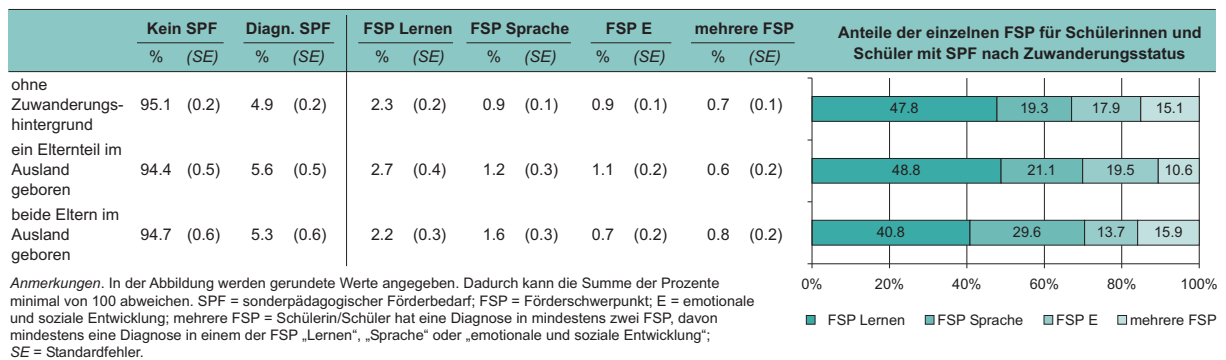 Kein SPF Diagn. SPF FSP Lernen FSP Sprache FSP E mehrere FSP
% (SE) % (SE) % (SE) % (SE) % (SE) % (SE)
Anteile der einzelnen FSP für Schülerinnen und
Schüler mit SPF nach Zuwanderungsstatus
ohne
Zuwanderungs-
hintergrund
95.1 (0.2) 4.9 (0.2) 2.3 (0.2) 0.9 (0.1) 0.9 (0.1) 0.7 (0.1)
47.8 19.3 17.9 15.1
ein Elternteil im
Ausland
geboren
94.4 (0.5) 5.6 (0.5) 2.7 (0.4) 1.2 (0.3) 1.1 (0.2) 0.6 (0.2)
48.8 21.1 19.5 10.6
beide Eltern im
Ausland
geboren
94.7 (0.6) 5.3 (0.6) 2.2 (0.3) 1.6 (0.3) 0.7 (0.2) 0.8 (0.2)
40.8 29.6 13.7 15.9
0% 20% 40% 60% 80% 100%
FSP Lernen FSP Sprache FSP E mehrere FSP
Anmerkungen. In der Abbildung werden gerundete Werte angegeben. Dadurch kann die Summe der Prozente
minimal von 100 abweichen. SPF = sonderpädagogischer Förderbedarf; FSP = Förderschwerpunkt; E = emotionale
und soziale Entwicklung; mehrere FSP = Schülerin/Schüler hat eine Diagnose in mindestens zwei FSP, davon
mindestens eine Diagnose in einem der FSP „Lernen“, „Sprache“ oder „emotionale und soziale Entwicklung“;
SE = Standardfehler.